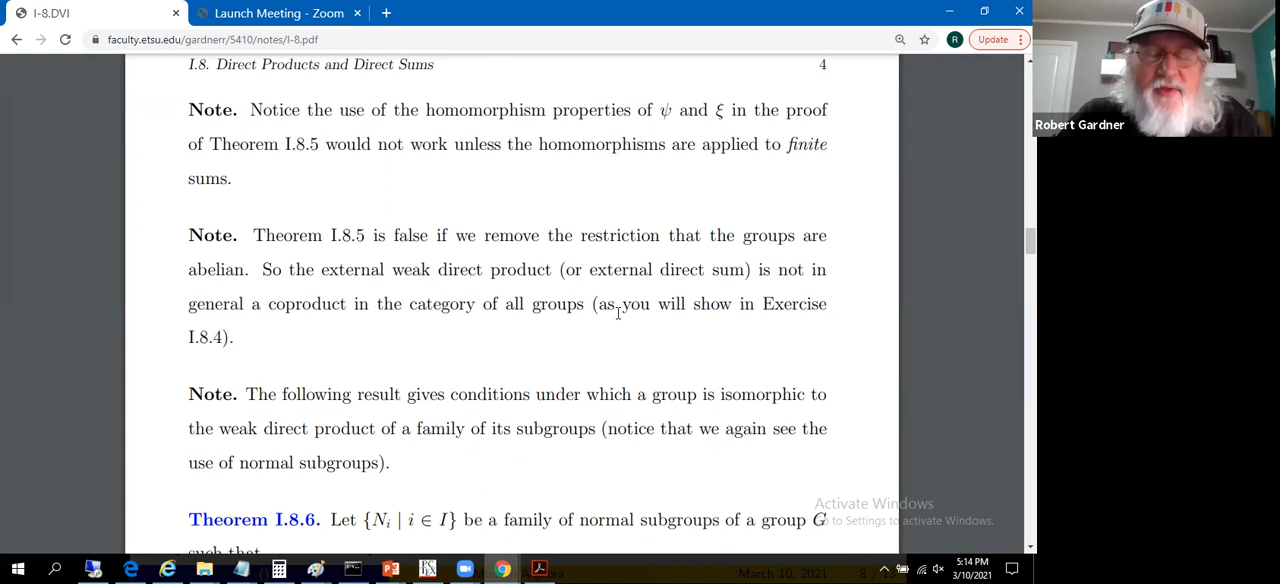 I-8.DVI
Launch Meeting - Zoom
faculty.etsu.edu/gardnerr/5410/notes/I-8.pdf
R
Update
I.8. Direct Products and Direct Sums 4
Note. Notice the use of the homomorphism properties of ψ and ξ in the proof
of Theorem I.8.5 would not work unless the homomorphisms are applied to finite
sums.
Note. Theorem I.8.5 is false if we remove the restriction that the groups are
abelian. So the external weak direct product (or external direct sum) is not in
general a coproduct in the category of all groups (as you will show in Exercise
I.8.4).
Note. The following result gives conditions under which a group is isomorphic to
the weak direct product of a family of its subgroups (notice that we again see the
use of normal subgroups).
Theorem I.8.6. Let {Nᵢ | i ∈ I} be a family of normal subgroups of a group G
such that
Activate Windows
to Settings to activate Windows.
Robert Gardner
5:14 PM
3/10/2021
March 10, 2021